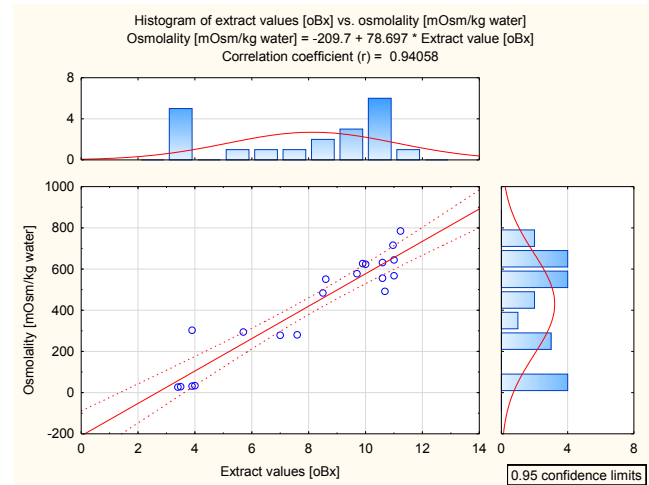 Histogram of extract values [oBx] vs. osmolality [mOsm/kg water]
Osmolality [mOsm/kg water] = -209.7 + 78.697 * Extract value [oBx]
Correlation coefficient (r) = 0.94058
8
4
0
1000
800
600
400
200
0
-200
Osmolality [mOsm/kg water]
0 2 4 6 8 10 12 14
Extract values [oBx]
0 4 8
0.95 confidence limits